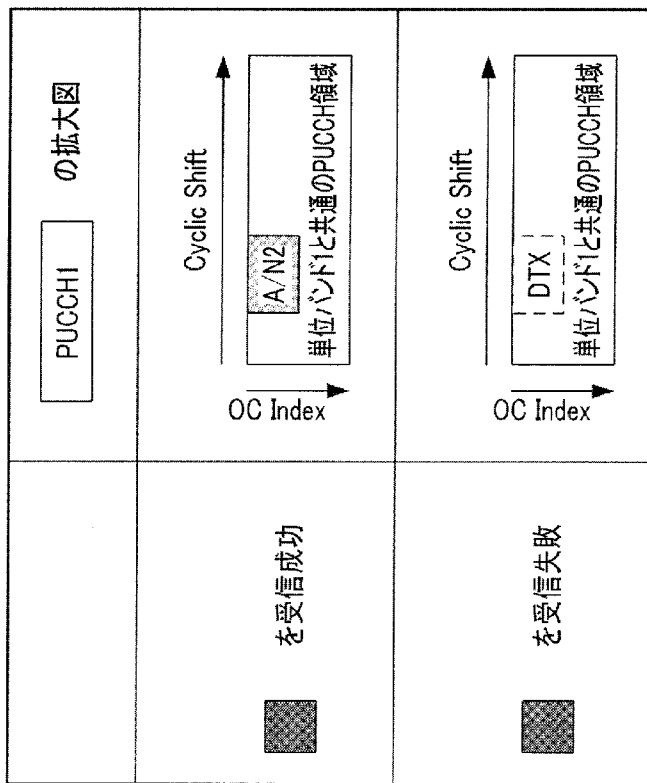 PUCCH1 の拡大図
を受信成功
Cyclic Shift
OC Index
A/N2
単位バンド1と共通のPUCCH領域
を受信失敗
Cyclic Shift
OC Index
DTX
単位バンド1と共通のPUCCH領域